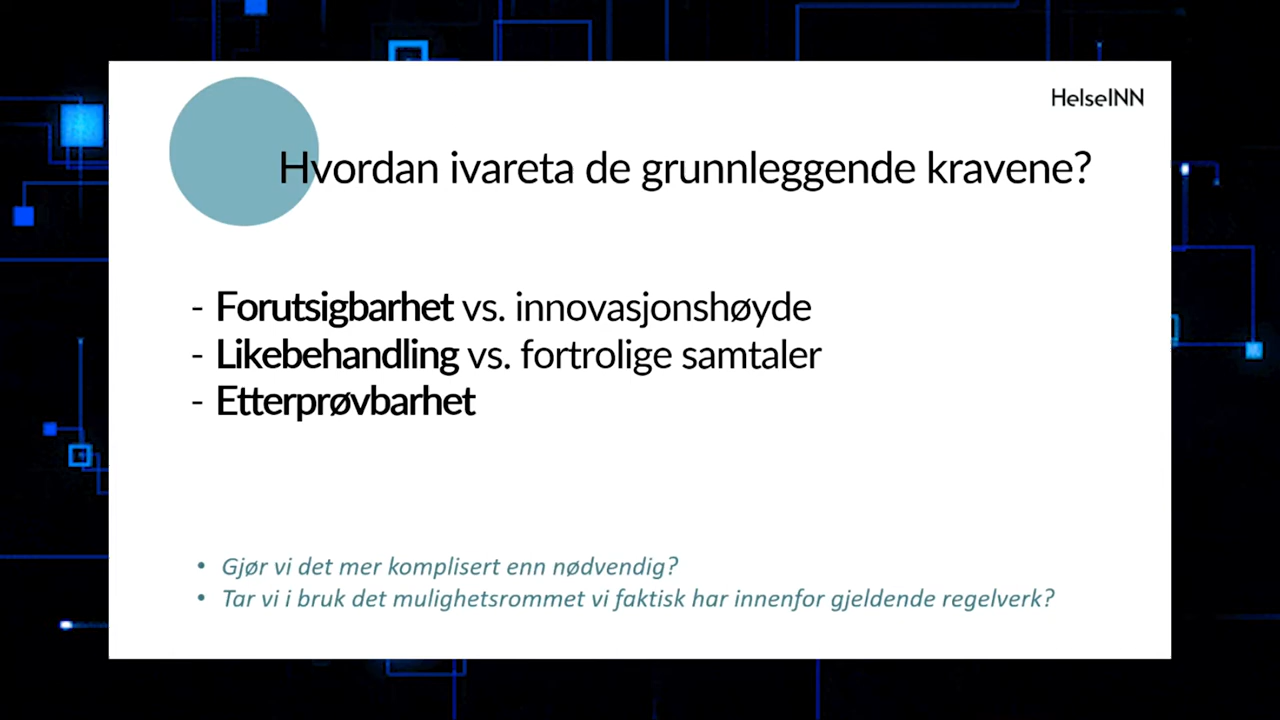 HelseINN
Hvordan ivareta de grunnleggende kravene?
- Forutsigbarhet vs. innovasjonshøyde
- Likebehandling vs. fortrolige samtaler
- Etterprøvbarhet
• Gjør vi det mer komplisert enn nødvendig?
• Tar vi i bruk det mulighetsrommet vi faktisk har innenfor gjeldende regelverk?